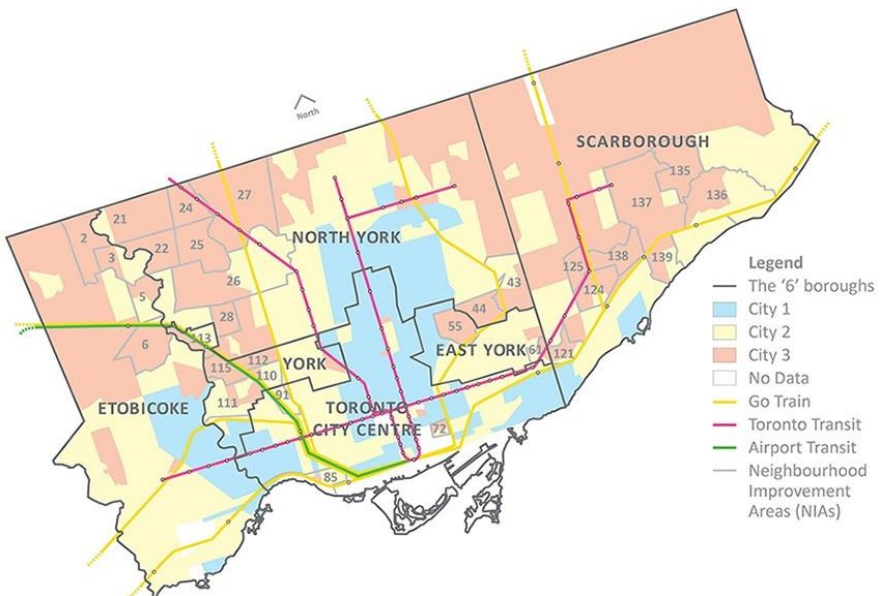 North
SCARBOROUGH
135
136
137
27
24
21
2
22
25
3
NORTH YORK
138
139
125
124
26
43
5
44
28
55
6
13
EAST YORK
61
121
112
YORK
115
110
91
111
ETOBICOKE
TORONTO
CITY CENTRE
72
85
Legend
The '6' boroughs
City 1
City 2
City 3
No Data
Go Train
Toronto Transit
Airport Transit
Neighbourhood
Improvement
Areas (NIAs)